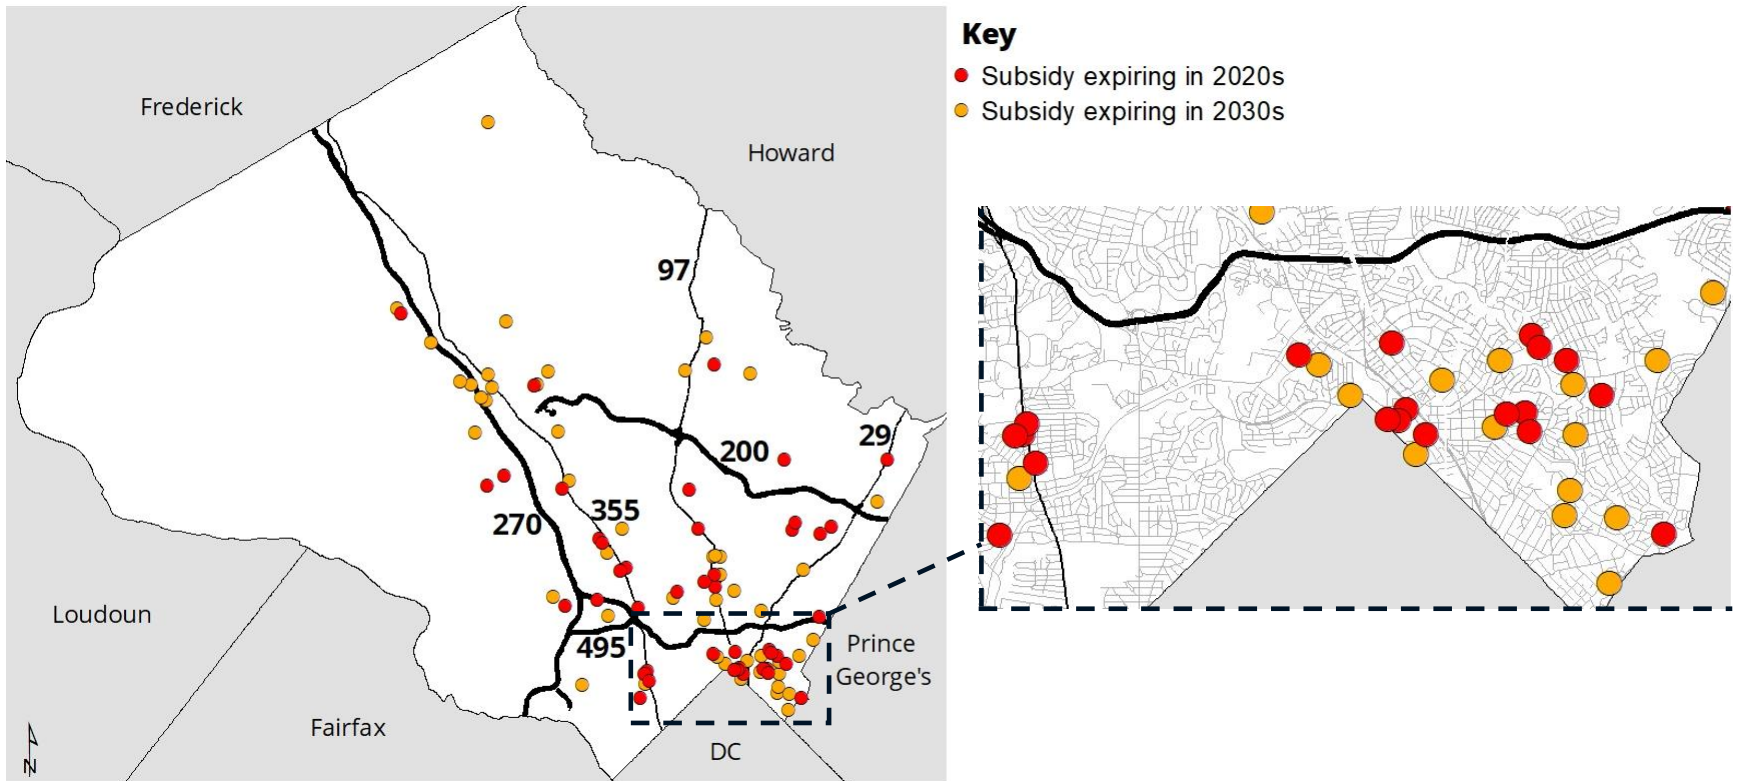 Key
Subsidy expiring in 2020s
Subsidy expiring in 2030s
Frederick
Howard
97
29
200
355
270
495
Loudoun
Prince
George's
Fairfax
DC
N